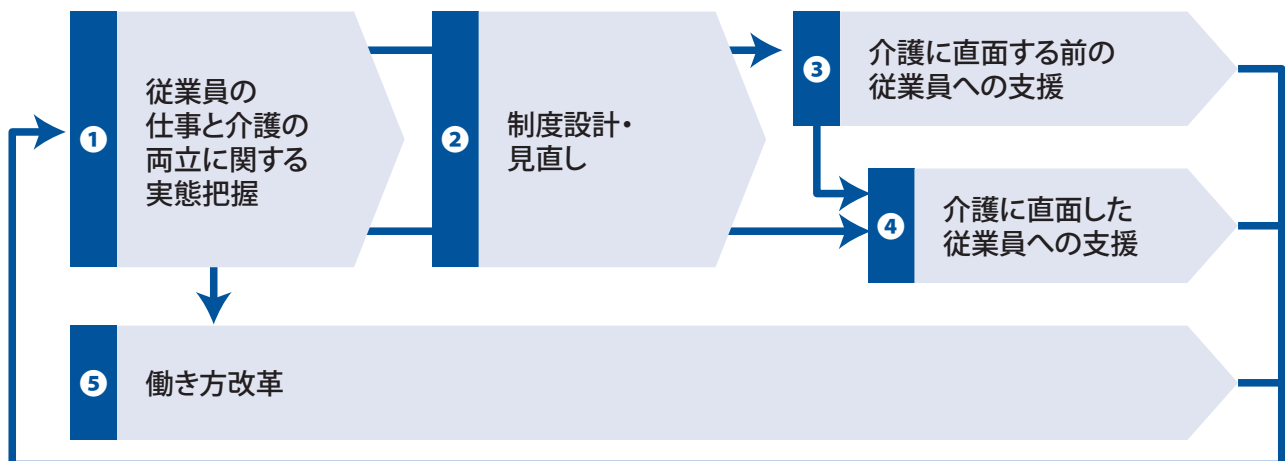 ❶
従業員の
仕事と介護の
両立に関する
実態把握
❷
制度設計・
見直し
❸
介護に直面する前の
従業員への支援
❹
介護に直面した
従業員への支援
❺
働き方改革